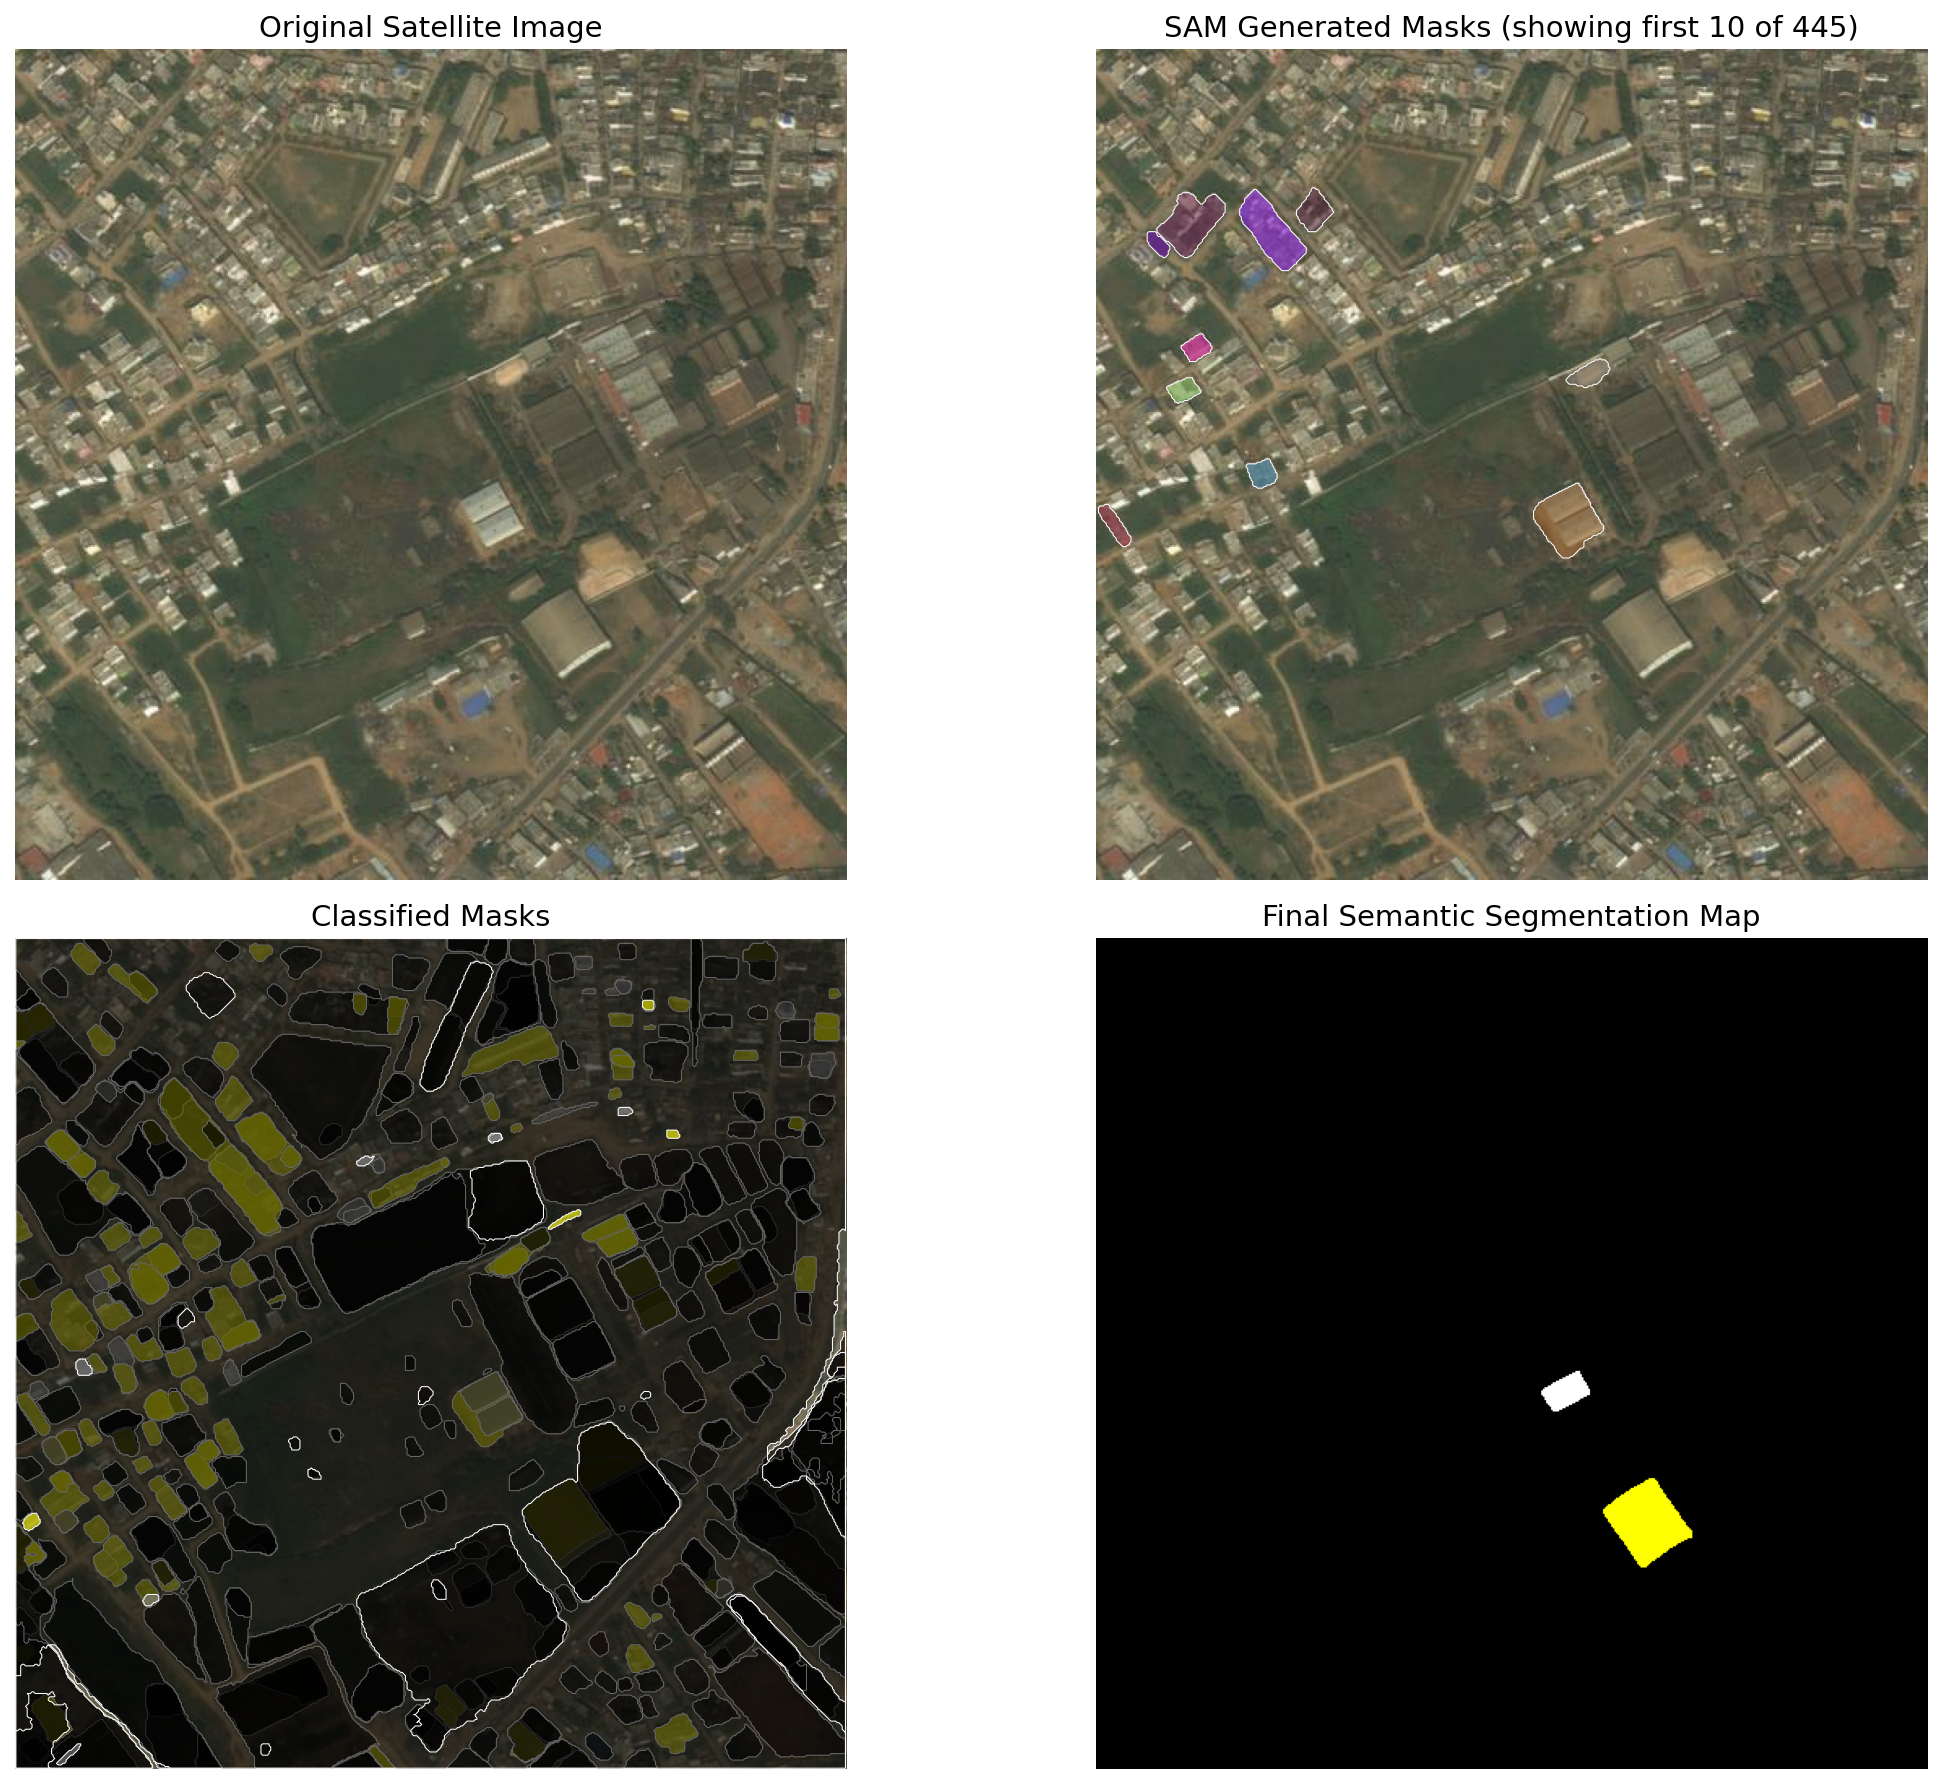 Original Satellite Image
SAM Generated Masks (showing first 10 of 445)
Classified Masks
Final Semantic Segmentation Map